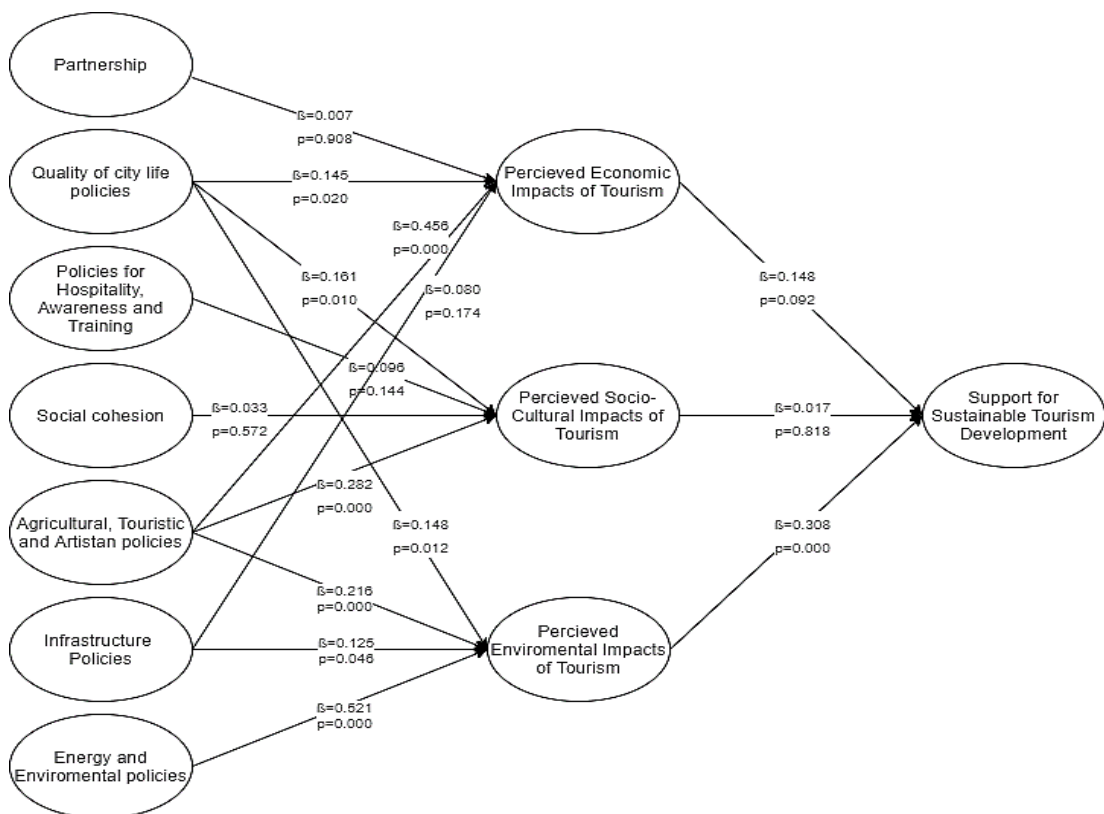 Partnership
ß=0.007
p=0.908
Quality of city life
policies
ß=0.145
p=0.020
Percieved Economic
Impacts of Tourism
ß=0.456
p=0.000
Policies for
Hospitality,
Awareness and
Training
ß=0.161
p=0.010
ß=0.080
p=0.174
ß=0.148
p=0.092
ß=0.096
p=0.144
Social cohesion
ß=0.033
p=0.572
Percieved Socio-
Cultural Impacts of
Tourism
ß=0.017
p=0.818
Support for
Sustainable Tourism
Development
ß=0.282
p=0.000
Agricultural, Touristic
and Artistan policies
ß=0.148
p=0.012
ß=0.308
p=0.000
ß=0.216
p=0.000
Infrastructure
Policies
ß=0.125
p=0.046
Percieved
Enviromental Impacts
of Tourism
ß=0.521
p=0.000
Energy and
Enviromental policies